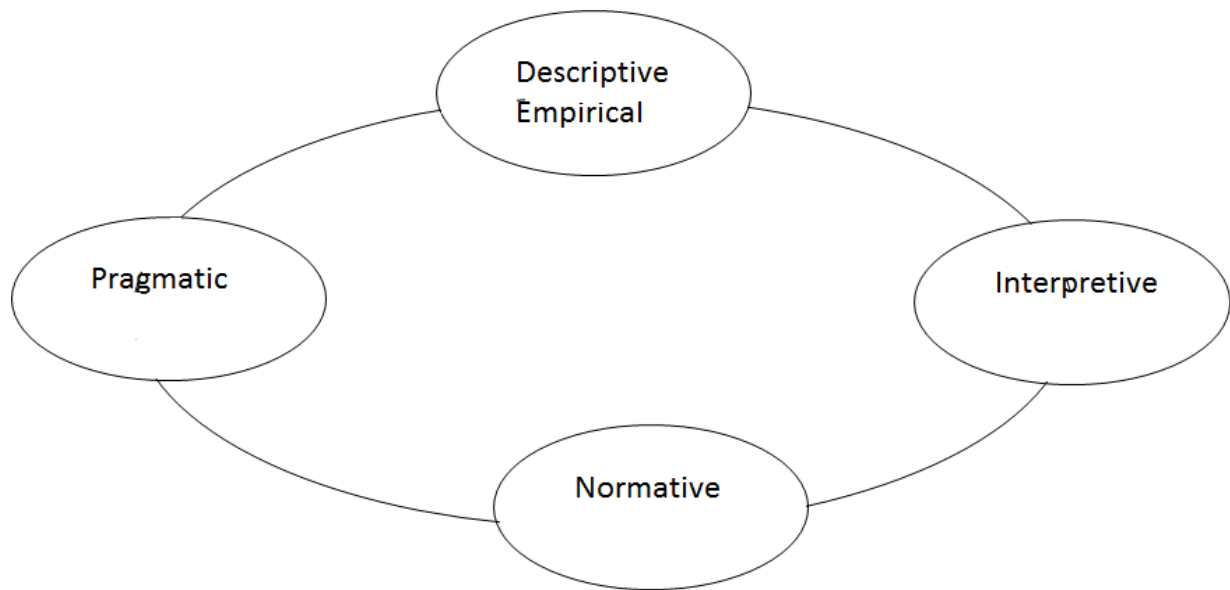 Descriptive
Empirical
Pragmatic
Interpretive
Normative